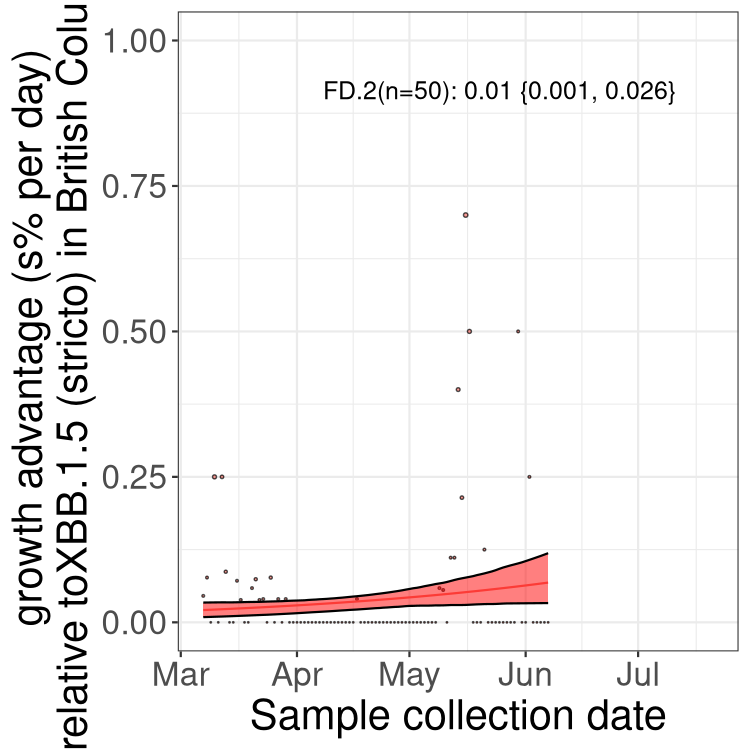 growth advantage (s% per day)
relative toXBB.1.5 (stricto) in British Colu
1.00
0.75
0.50
0.25
0.00
FD.2(n=50): 0.01 {0.001, 0.026}
Mar Apr May Jun Jul
Sample collection date